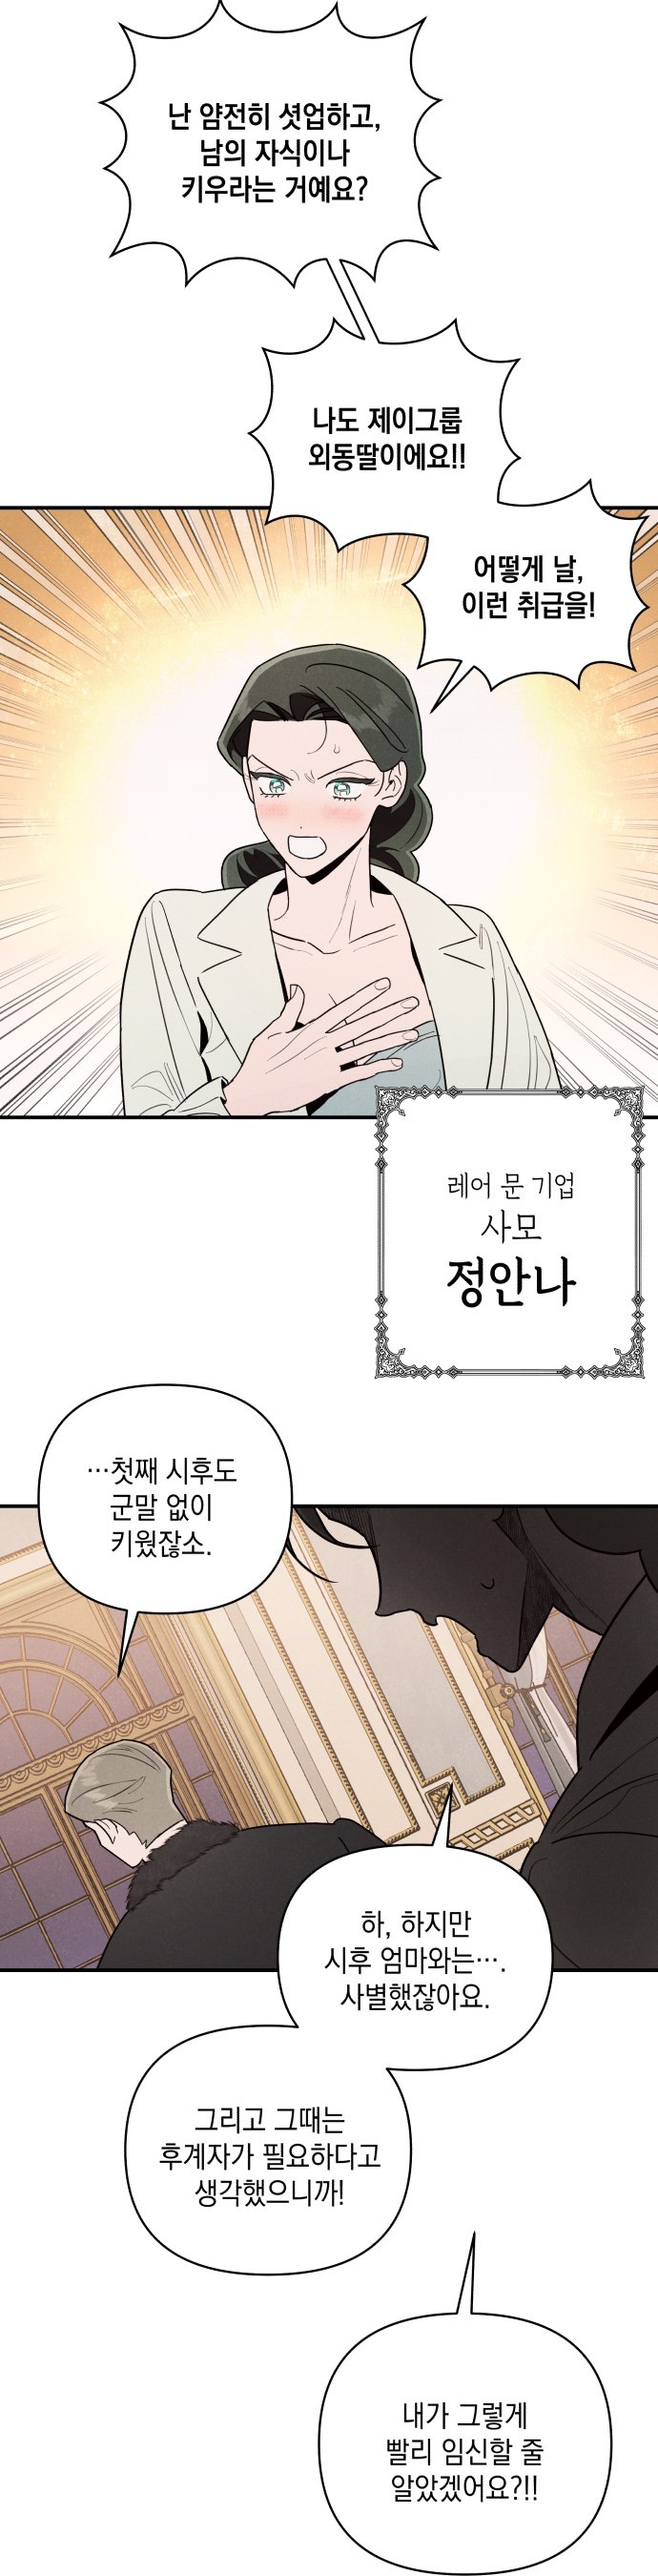 난 얌전히 셧업하고,
남의 자식이나
키우라는 거예요?
나도 제이그룹
외동딸이에요!!
어떻게 날,
이런 취급을!
레어 문 기업
사모
정안나
…첫째 시후도
군말 없이
키웠잖소.
하, 하지만
시후 엄마와는….
사별했잖아요.
그리고 그때는
후계자가 필요하다고
생각했으니까!
내가 그렇게
빨리 임신할 줄
알았겠어요?!!